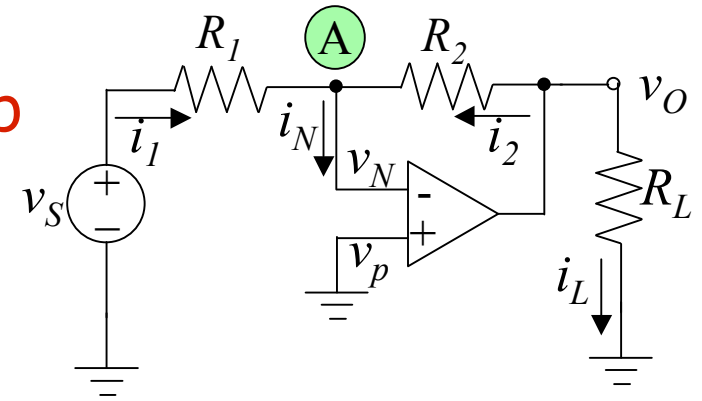 R1
A
R2
vO
p
i1
iN
i2
vN
+
vS
−
-
+
RL
vp
iL